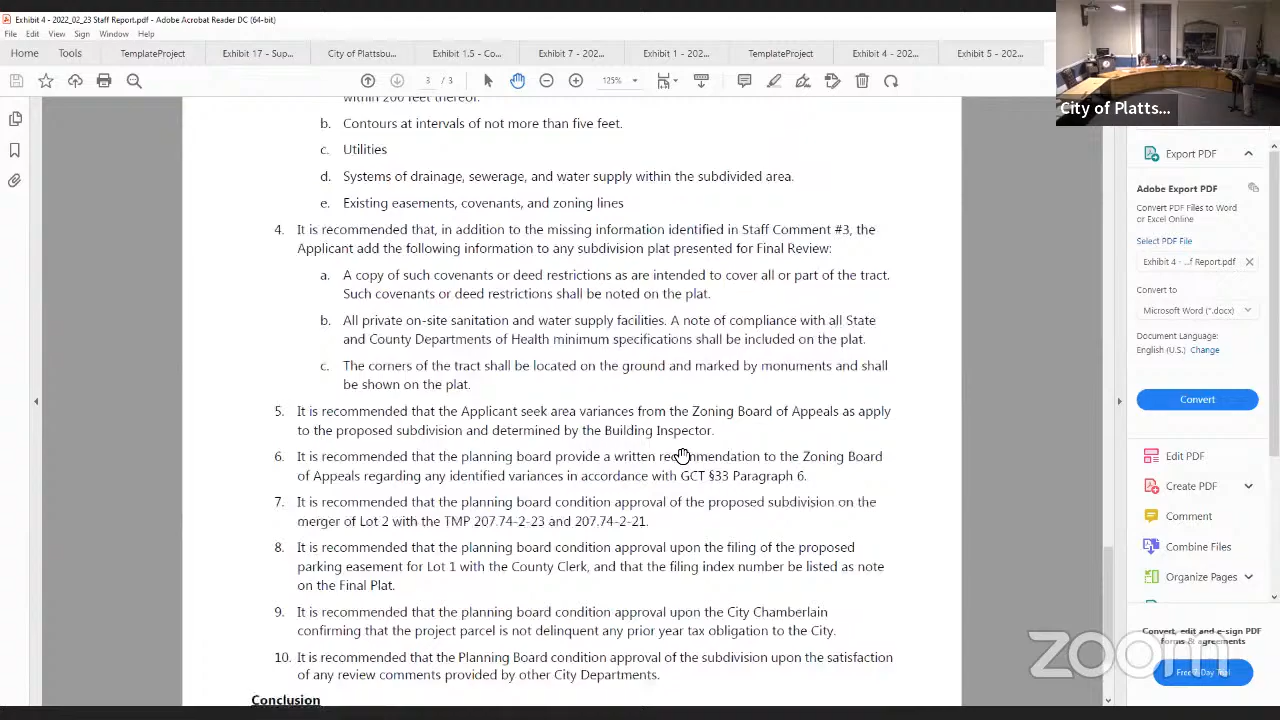 Exhibit 4 - 2022_02_23 Staff Report.pdf - Adobe Acrobat Reader DC (64-bit)
File Edit View Sign Window Help
Home Tools TemplateProject Exhibit 17 - Sup... City of Plattsbu... Exhibit 1.5 - Co... Exhibit 7 - 202... Exhibit 1 - 202... TemplateProject Exhibit 4 - 202... Exhibit 5 - 202...
125%
City of Platts...
within 200 feet thereof.
b. Contours at intervals of not more than five feet.
c. Utilities
d. Systems of drainage, sewerage, and water supply within the subdivided area.
e. Existing easements, covenants, and zoning lines
4. It is recommended that, in addition to the missing information identified in Staff Comment #3, the
Applicant add the following information to any subdivision plat presented for Final Review:
a. A copy of such covenants or deed restrictions as are intended to cover all or part of the tract.
Such covenants or deed restrictions shall be noted on the plat.
b. All private on-site sanitation and water supply facilities. A note of compliance with all State
and County Departments of Health minimum specifications shall be included on the plat.
c. The corners of the tract shall be located on the ground and marked by monuments and shall
be shown on the plat.
5. It is recommended that the Applicant seek area variances from the Zoning Board of Appeals as apply
to the proposed subdivision and determined by the Building Inspector.
6. It is recommended that the planning board provide a written recommendation to the Zoning Board
of Appeals regarding any identified variances in accordance with GCT §33 Paragraph 6.
7. It is recommended that the planning board condition approval of the proposed subdivision on the
merger of Lot 2 with the TMP 207.74-2-23 and 207.74-2-21.
8. It is recommended that the planning board condition approval upon the filing of the proposed
parking easement for Lot 1 with the County Clerk, and that the filing index number be listed as note
on the Final Plat.
9. It is recommended that the planning board condition approval upon the City Chamberlain
confirming that the project parcel is not delinquent any prior year tax obligation to the City.
10. It is recommended that the Planning Board condition approval of the subdivision upon the satisfaction
of any review comments provided by other City Departments.
Conclusion
Export PDF
Adobe Export PDF
Convert PDF Files to Word
or Excel Online
Select PDF File
Exhibit 4 - ...f Report.pdf
Convert to
Microsoft Word (*.docx)
Document Language:
English (U.S.) Change
Convert
Edit PDF
Create PDF
Comment
Combine Files
Organize Pages
Convert, edit and e-sign PDF
forms & agreements
Free 7-Day Trial
zoom